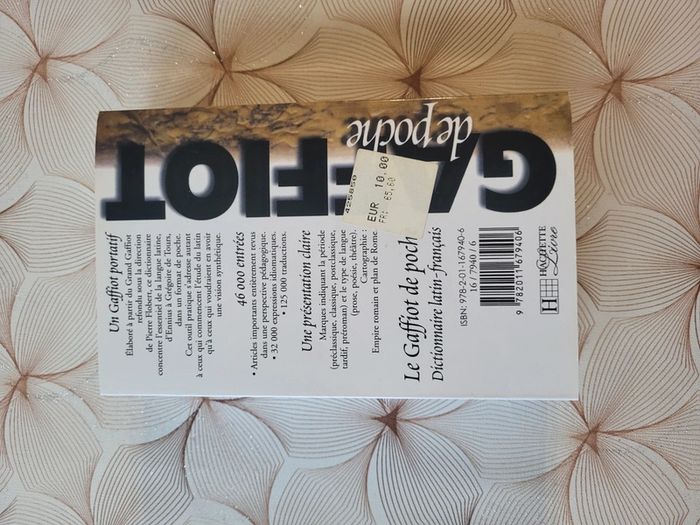 GAFFIOT
de poche
425850
EUR 10.00
FR: 65,60
Un Gaffiot portatif
Élaboré à partir du Grand Gaffiot
refondu sous la direction
de Pierre Flobert, ce dictionnaire
concentre l'essentiel de la langue latine,
d'Ennius à Grégoire de Tours,
dans un format de poche.
Cet outil pratique s'adresse autant
à ceux qui commencent l'étude du latin
qu'à ceux qui voudraient en avoir
une vision synthétique.
46 000 entrées
• Articles importants entièrement revus
dans une perspective pédagogique.
• 32 000 expressions idiomatiques.
• 125 000 traductions.
Une présentation claire
Marques indiquant la période
(préclassique, classique, postclassique,
tardif, préroman) et le type de langue
(prose, poésie, théâtre).
Cartographie :
Empire romain et plan de Rome.
Le Gaffiot de poch
Dictionnaire latin-français
ISBN: 978-2-01-167940-6
16 / 7940 / 6
9 782011 679406
H
HACHETTE
Livre